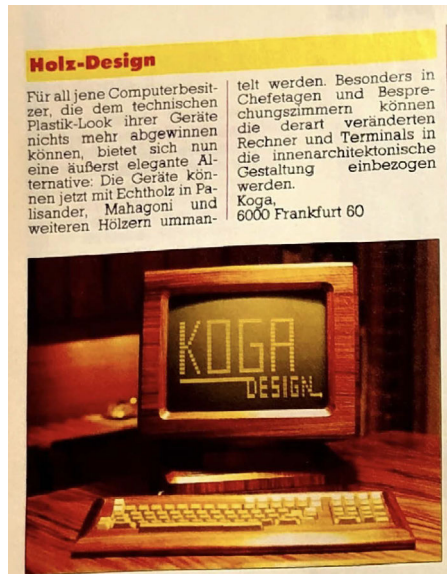 Holz-Design
Für all jene Computerbesit-
zer, die dem technischen
Plastik-Look ihrer Geräte
nichts mehr abgewinnen
können, bietet sich nun
eine äußerst elegante Al-
ternative: Die Geräte kön-
nen jetzt mit Echtholz in Pa-
lisander, Mahagoni und
weiteren Hölzern umman-
telt werden. Besonders in
Chefetagen und Bespre-
chungszimmern können
die derart veränderten
Rechner und Terminals in
die innenarchitektonische
Gestaltung einbezogen
werden.
Koga,
6000 Frankfurt 60
KOGA
DESIGN